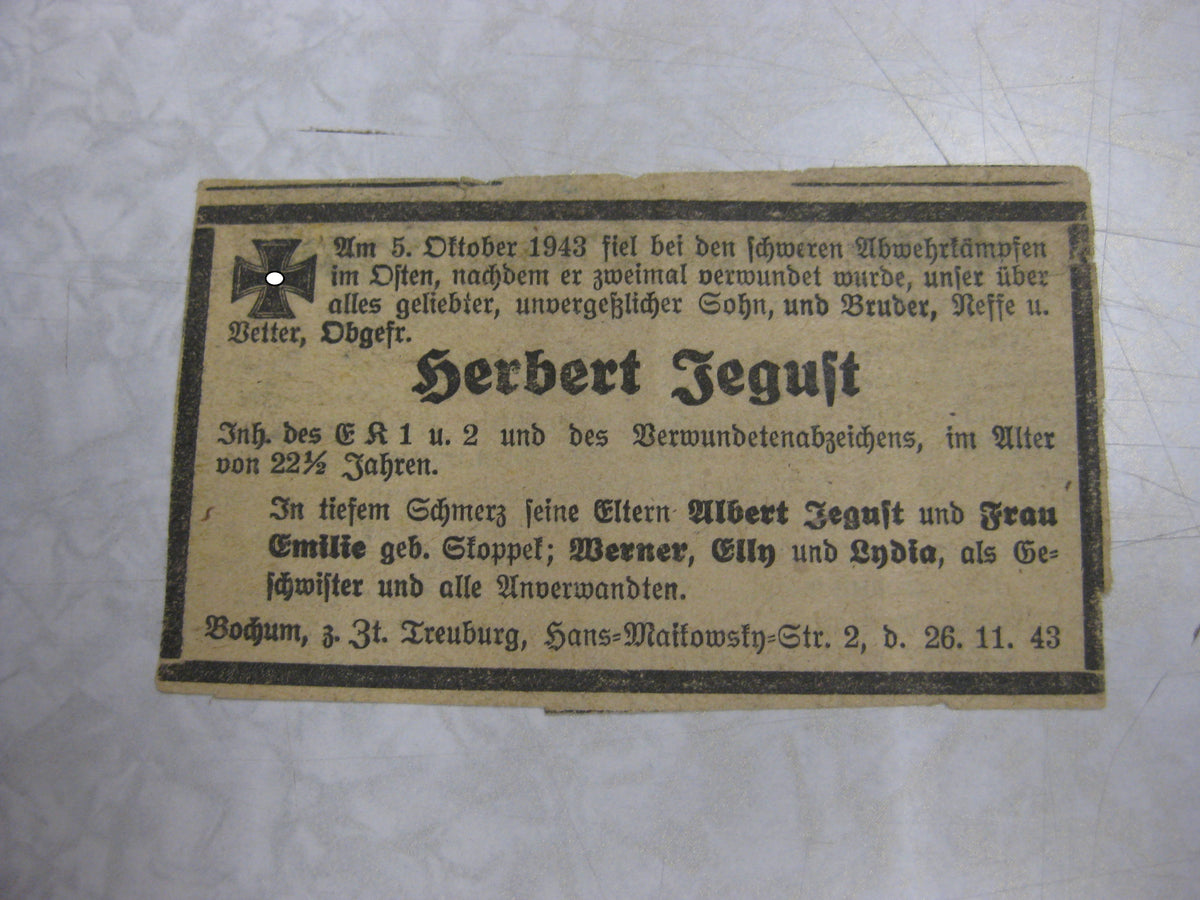 Am 5. Oktober 1943 fiel bei den schweren Abwehrkämpfen
im Osten, nachdem er zweimal verwundet wurde, unser über
alles geliebter, unvergeßlicher Sohn, und Bruder, Neffe u.
Vetter, Obgefr.
Herbert Jegust
Inh. des E K 1 u. 2 und des Verwundetenabzeichens, im Alter
von 22½ Jahren.
In tiefem Schmerz seine Eltern Albert Jegust und Frau
Emilie geb. Skoppek; Werner, Elly und Lydia, als Ge-
schwister und alle Anverwandten.
Bochum, z. Zt. Treuburg, Hans-Maikowsky-Str. 2, d. 26. 11. 43